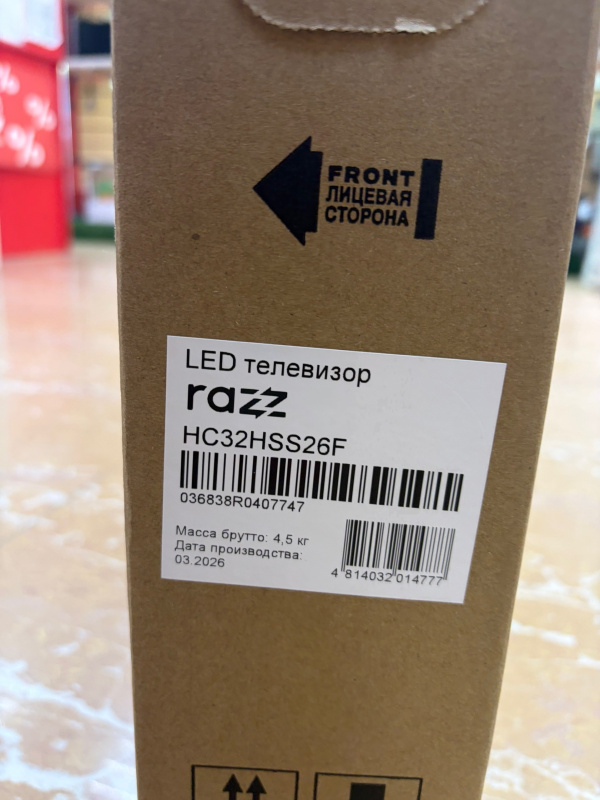 FRONT
ЛИЦЕВАЯ
СТОРОНА
LED телевизор
razz
HC32HSS26F
036838R0407747
Масса брутто: 4,5 кг
Дата производства:
03.2026
4 814032 014777
%
%